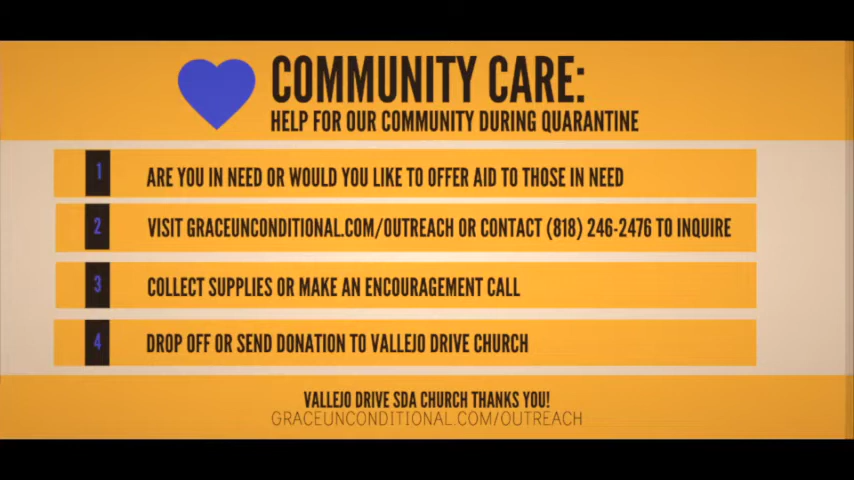 COMMUNITY CARE:
HELP FOR OUR COMMUNITY DURING QUARANTINE
1 ARE YOU IN NEED OR WOULD YOU LIKE TO OFFER AID TO THOSE IN NEED
2 VISIT GRACEUNCONDITIONAL.COM/OUTREACH OR CONTACT (818) 246-2476 TO INQUIRE
3 COLLECT SUPPLIES OR MAKE AN ENCOURAGEMENT CALL
4 DROP OFF OR SEND DONATION TO VALLEJO DRIVE CHURCH
VALLEJO DRIVE SDA CHURCH THANKS YOU!
GRACEUNCONDITIONAL.COM/OUTREACH